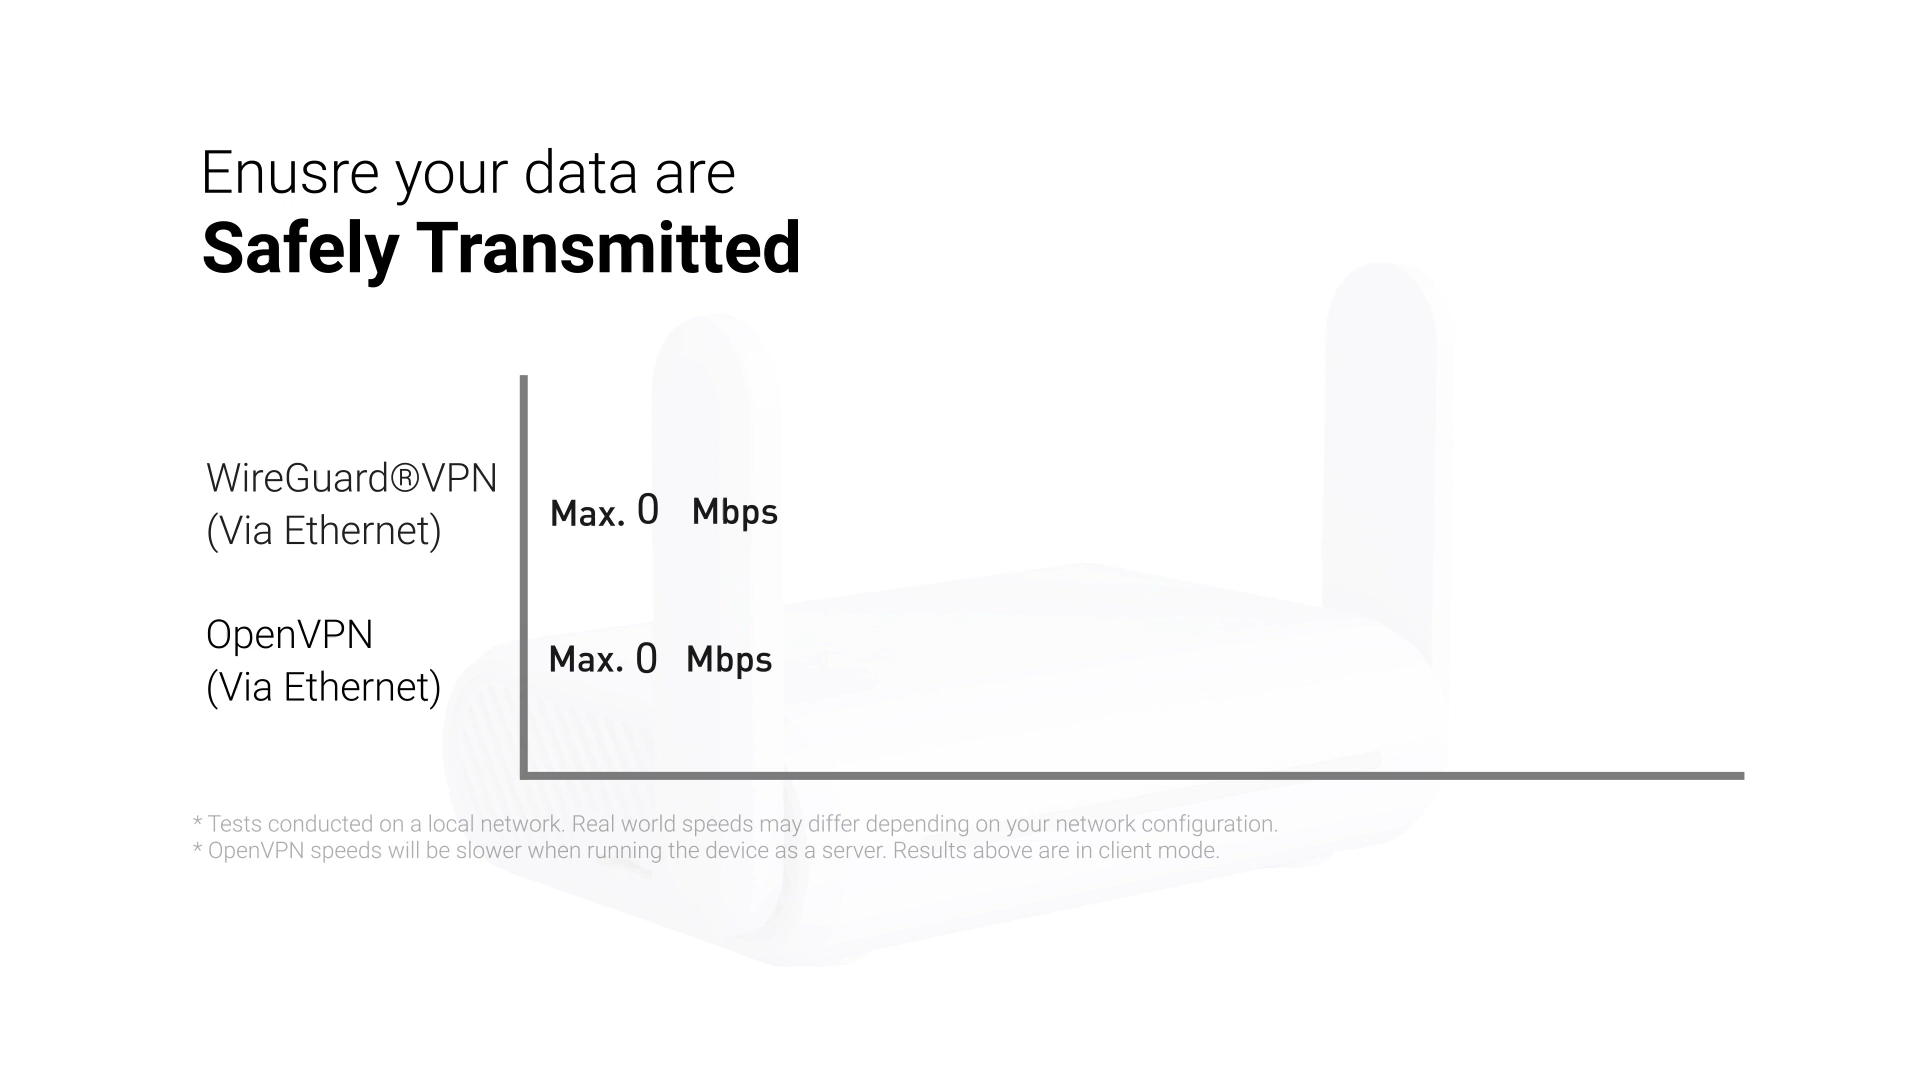 Enusre your data are
Safely Transmitted
WireGuard®VPN
(Via Ethernet)
Max. 0 Mbps
OpenVPN
(Via Ethernet)
Max. 0 Mbps
* Tests conducted on a local network. Real world speeds may differ depending on your network configuration.
* OpenVPN speeds will be slower when running the device as a server. Results above are in client mode.